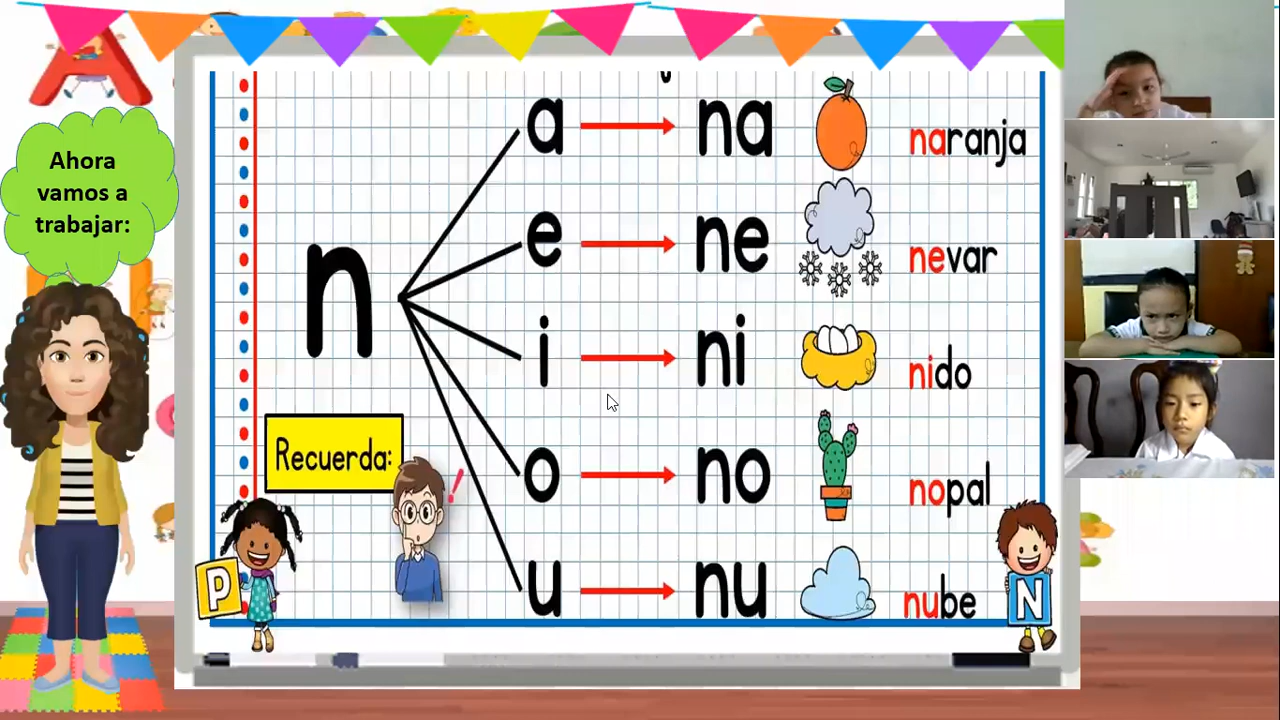 Ahora
vamos a
trabajar:
n
a na naranja
e ne nevar
i ni nido
o no nopal
u nu nube
Recuerda:
P
N
A